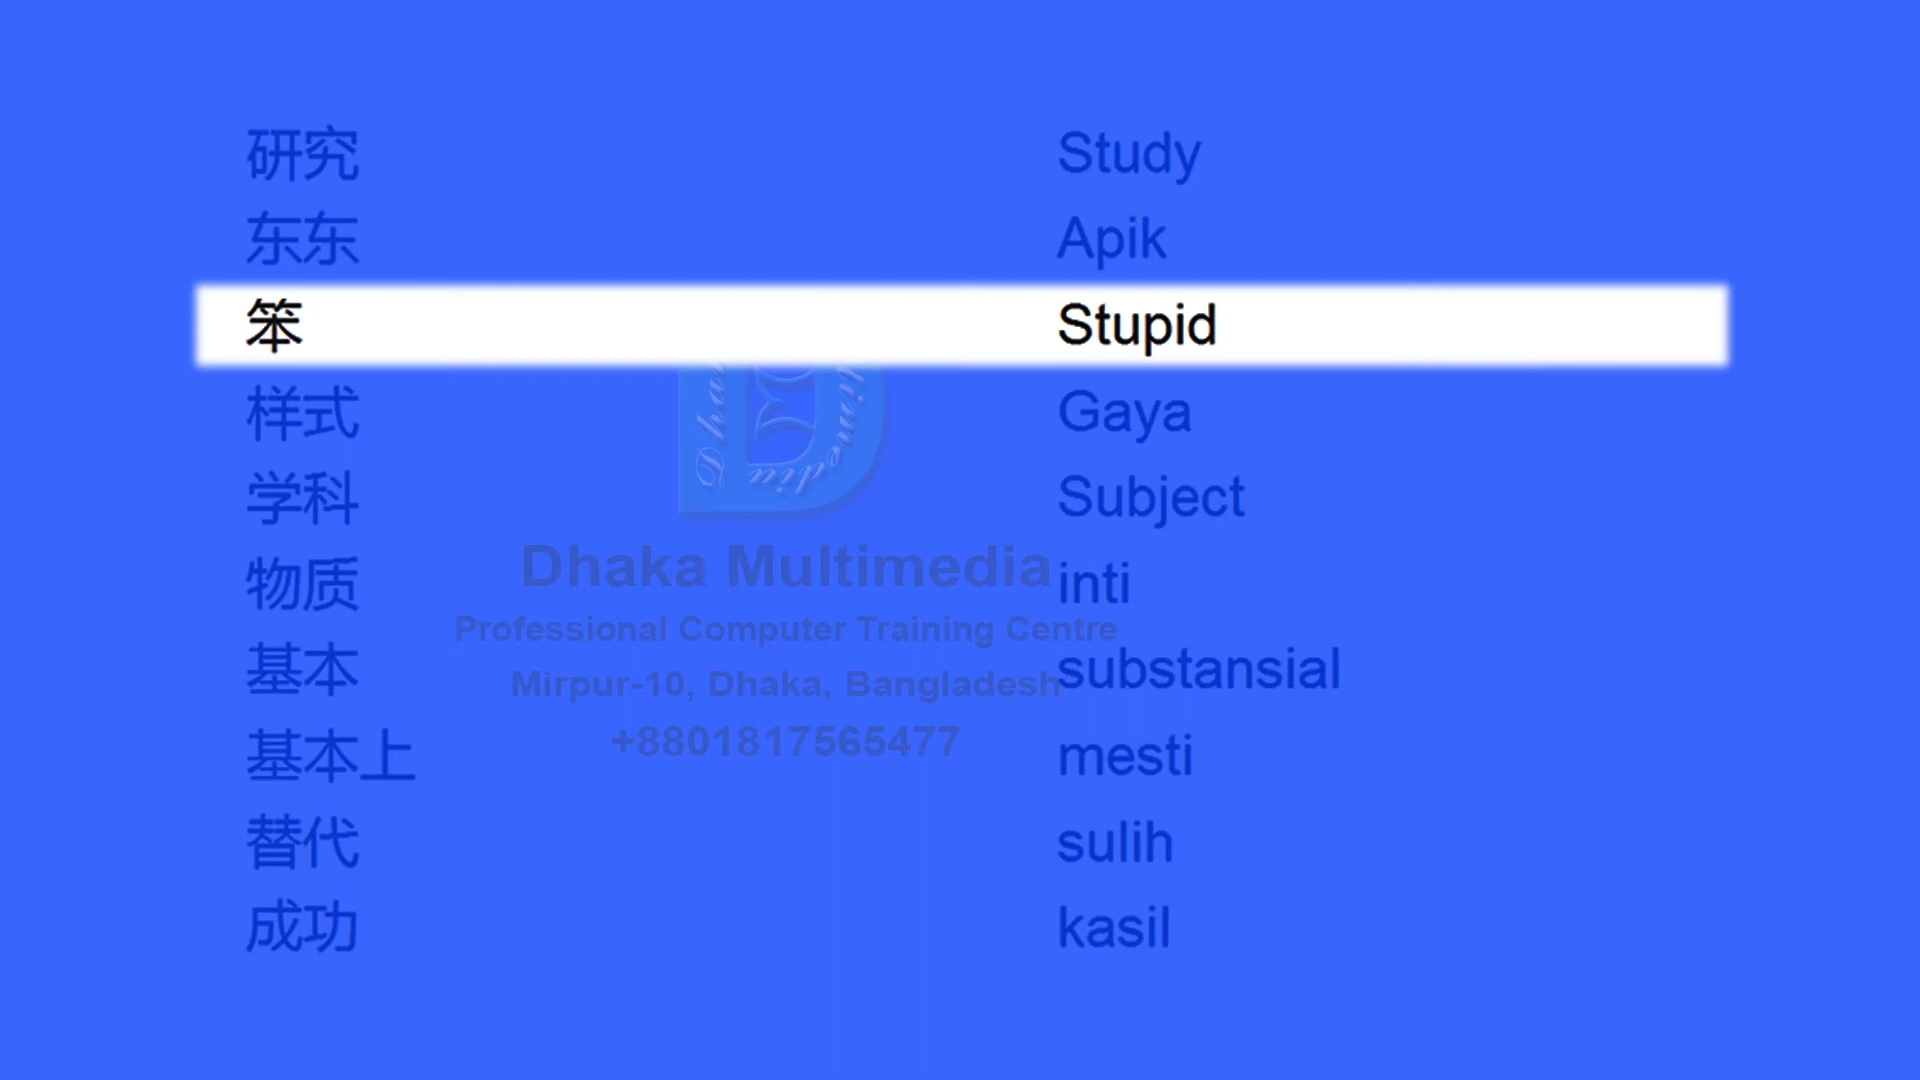 研究 Study
东东 Apik
笨 Stupid
样式 Gaya
学科 Subject
物质 inti
基本 substansial
基本上 mesti
替代 sulih
成功 kasil
Dhaka Multimedia
Professional Computer Training Centre
Mirpur-10, Dhaka, Bangladesh
+8801817565477